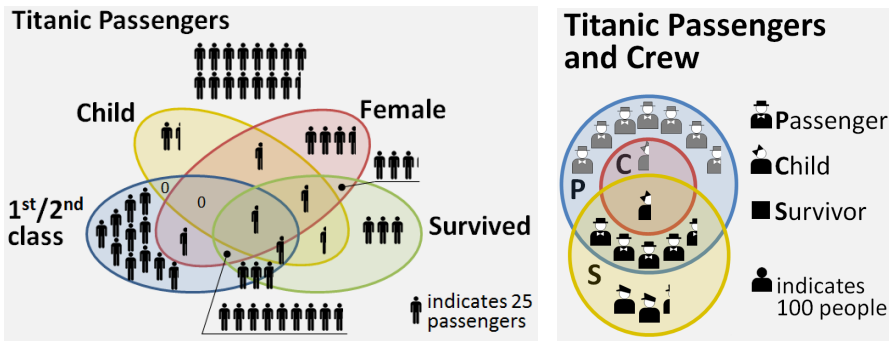 Titanic Passengers
Child
Female
0
0
1st/2nd
class
Survived
indicates 25
passengers
Titanic Passengers
and Crew
Passenger
Child
Survivor
indicates
100 people
C
P
S